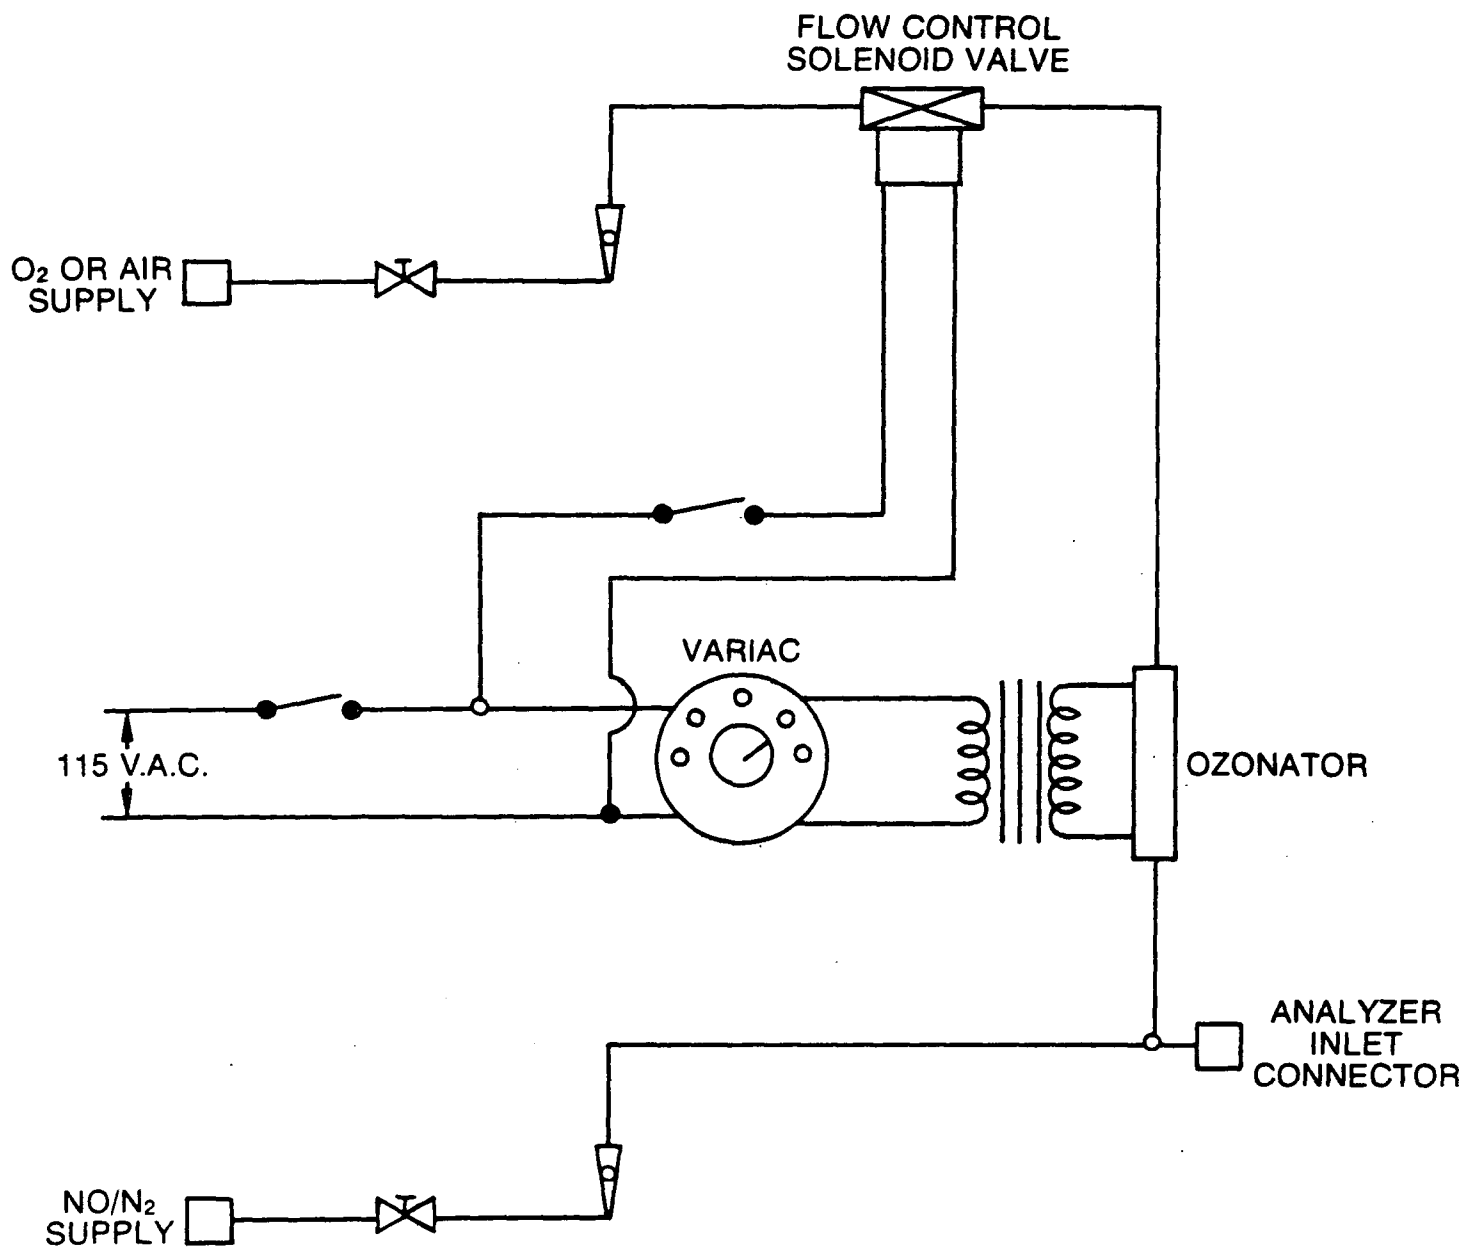 FLOW CONTROL
SOLENOID VALVE
O₂ OR AIR
SUPPLY
VARIAC
115 V.A.C.
OZONATOR
ANALYZER
INLET
CONNECTOR
NO/N₂
SUPPLY